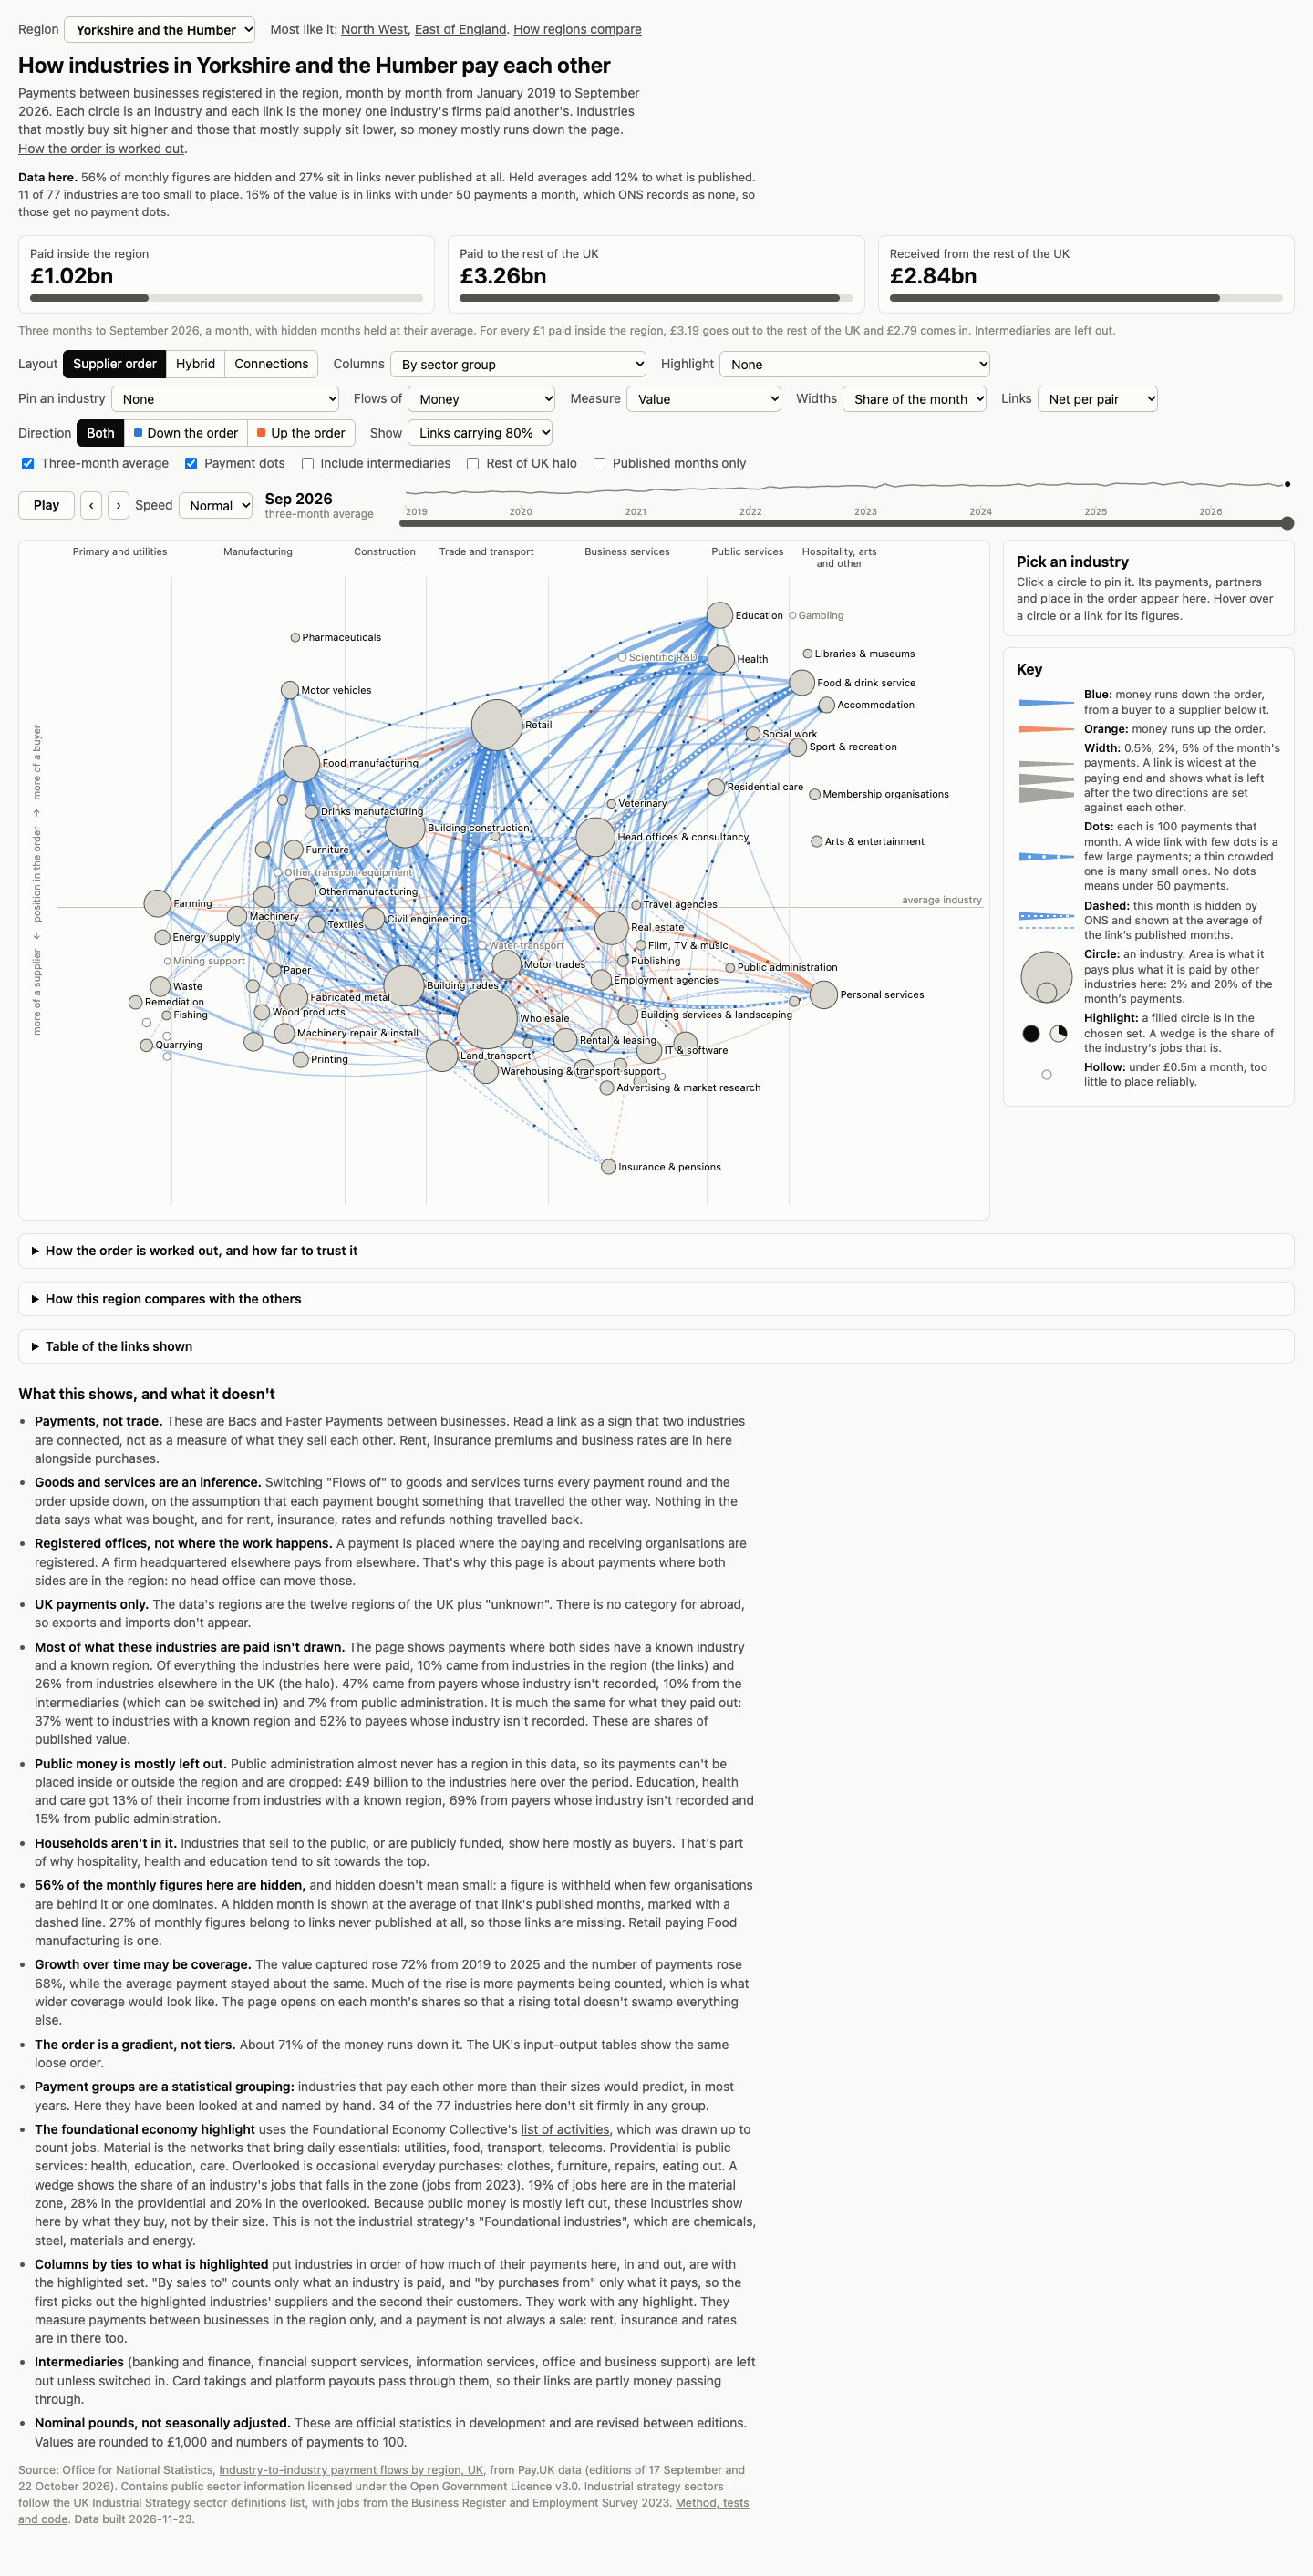 Region Yorkshire and the Humber Most like it: North West, East of England. How regions compare
How industries in Yorkshire and the Humber pay each other
Payments between businesses registered in the region, month by month from January 2019 to September
2026. Each circle is an industry and each link is the money one industry's firms paid another's. Industries
that mostly buy sit higher and those that mostly supply sit lower, so money mostly runs down the page.
How the order is worked out.
Data here. 56% of monthly figures are hidden and 27% sit in links never published at all. Held averages add 12% to what is published.
11 of 77 industries are too small to place. 16% of the value is in links with under 50 payments a month, which ONS records as none, so
those get no payment dots.
Paid inside the region
£1.02bn
Paid to the rest of the UK
£3.26bn
Received from the rest of the UK
£2.84bn
Three months to September 2026, a month, with hidden months held at their average. For every £1 paid inside the region, £3.19 goes out to the rest of the UK and £2.79 comes in. Intermediaries are left out.
Layout Supplier order Hybrid Connections Columns By sector group Highlight None
Pin an industry None Flows of Money Measure Value Widths Share of the month Links Net per pair
Direction Both Down the order Up the order Show Links carrying 80%
Three-month average Payment dots Include intermediaries Rest of UK halo Published months only
Play ‹ › Speed Normal Sep 2026
three-month average
2019 2020 2021 2022 2023 2024 2025 2026
Primary and utilities Manufacturing Construction Trade and transport Business services Public services Hospitality, arts
and other
more of a supplier ← position in the order → more of a buyer
Education Gambling
Pharmaceuticals
Libraries & museums
Scientific R&D
Health
Food & drink service
Motor vehicles
Accommodation
Retail
Social work
Sport & recreation
Food manufacturing
Residential care
Membership organisations
Veterinary
Drinks manufacturing
Building construction
Head offices & consultancy
Arts & entertainment
Furniture
Other transport equipment
Other manufacturing
average industry
Farming
Travel agencies
Machinery
Civil engineering
Textiles
Real estate
Energy supply
Water transport
Film, TV & music
Mining support
Publishing
Motor trades
Public administration
Paper
Employment agencies
Waste
Building trades
Personal services
Fabricated metal
Remediation
Wood products
Fishing
Building services & landscaping
Wholesale
Machinery repair & install
Rental & leasing
Quarrying
IT & software
Land transport
Printing
Warehousing & transport support
Advertising & market research
Insurance & pensions
Pick an industry
Click a circle to pin it. Its payments, partners
and place in the order appear here. Hover over
a circle or a link for its figures.
Key
Blue: money runs down the order,
from a buyer to a supplier below it.
Orange: money runs up the order.
Width: 0.5%, 2%, 5% of the month's
payments. A link is widest at the
paying end and shows what is left
after the two directions are set
against each other.
Dots: each is 100 payments that
month. A wide link with few dots is a
few large payments; a thin crowded
one is many small ones. No dots
means under 50 payments.
Dashed: this month is hidden by
ONS and shown at the average of
the link's published months.
Circle: an industry. Area is what it
pays plus what it is paid by other
industries here: 2% and 20% of the
month's payments.
Highlight: a filled circle is in the
chosen set. A wedge is the share of
the industry's jobs that is.
Hollow: under £0.5m a month, too
little to place reliably.
How the order is worked out, and how far to trust it
How this region compares with the others
Table of the links shown
What this shows, and what it doesn't
Payments, not trade. These are Bacs and Faster Payments between businesses. Read a link as a sign that two industries
are connected, not as a measure of what they sell each other. Rent, insurance premiums and business rates are in here
alongside purchases.
Goods and services are an inference. Switching "Flows of" to goods and services turns every payment round and the
order upside down, on the assumption that each payment bought something that travelled the other way. Nothing in the
data says what was bought, and for rent, insurance, rates and refunds nothing travelled back.
Registered offices, not where the work happens. A payment is placed where the paying and receiving organisations are
registered. A firm headquartered elsewhere pays from elsewhere. That's why this page is about payments where both
sides are in the region: no head office can move those.
UK payments only. The data's regions are the twelve regions of the UK plus "unknown". There is no category for abroad,
so exports and imports don't appear.
Most of what these industries are paid isn't drawn. The page shows payments where both sides have a known industry
and a known region. Of everything the industries here were paid, 10% came from industries in the region (the links) and
26% from industries elsewhere in the UK (the halo). 47% came from payers whose industry isn't recorded, 10% from the
intermediaries (which can be switched in) and 7% from public administration. It is much the same for what they paid out:
37% went to industries with a known region and 52% to payees whose industry isn't recorded. These are shares of
published value.
Public money is mostly left out. Public administration almost never has a region in this data, so its payments can't be
placed inside or outside the region and are dropped: £49 billion to the industries here over the period. Education, health
and care got 13% of their income from industries with a known region, 69% from payers whose industry isn't recorded and
15% from public administration.
Households aren't in it. Industries that sell to the public, or are publicly funded, show here mostly as buyers. That's part
of why hospitality, health and education tend to sit towards the top.
56% of the monthly figures here are hidden, and hidden doesn't mean small: a figure is withheld when few organisations
are behind it or one dominates. A hidden month is shown at the average of that link's published months, marked with a
dashed line. 27% of monthly figures belong to links never published at all, so those links are missing. Retail paying Food
manufacturing is one.
Growth over time may be coverage. The value captured rose 72% from 2019 to 2025 and the number of payments rose
68%, while the average payment stayed about the same. Much of the rise is more payments being counted, which is what
wider coverage would look like. The page opens on each month's shares so that a rising total doesn't swamp everything
else.
The order is a gradient, not tiers. About 71% of the money runs down it. The UK's input-output tables show the same
loose order.
Payment groups are a statistical grouping: industries that pay each other more than their sizes would predict, in most
years. Here they have been looked at and named by hand. 34 of the 77 industries here don't sit firmly in any group.
The foundational economy highlight uses the Foundational Economy Collective's list of activities, which was drawn up to
count jobs. Material is the networks that bring daily essentials: utilities, food, transport, telecoms. Providential is public
services: health, education, care. Overlooked is occasional everyday purchases: clothes, furniture, repairs, eating out. A
wedge shows the share of an industry's jobs that falls in the zone (jobs from 2023). 19% of jobs here are in the material
zone, 28% in the providential and 20% in the overlooked. Because public money is mostly left out, these industries show
here by what they buy, not by their size. This is not the industrial strategy's "Foundational industries", which are chemicals,
steel, materials and energy.
Columns by ties to what is highlighted put industries in order of how much of their payments here, in and out, are with
the highlighted set. "By sales to" counts only what an industry is paid, and "by purchases from" only what it pays, so the
first picks out the highlighted industries' suppliers and the second their customers. They work with any highlight. They
measure payments between businesses in the region only, and a payment is not always a sale: rent, insurance and rates
are in there too.
Intermediaries (banking and finance, financial support services, information services, office and business support) are left
out unless switched in. Card takings and platform payouts pass through them, so their links are partly money passing
through.
Nominal pounds, not seasonally adjusted. These are official statistics in development and are revised between editions.
Values are rounded to £1,000 and numbers of payments to 100.
Source: Office for National Statistics, Industry-to-industry payment flows by region, UK, from Pay.UK data (editions of 17 September and
22 October 2026). Contains public sector information licensed under the Open Government Licence v3.0. Industrial strategy sectors
follow the UK Industrial Strategy sector definitions list, with jobs from the Business Register and Employment Survey 2023. Method, tests
and code. Data built 2026-11-23.